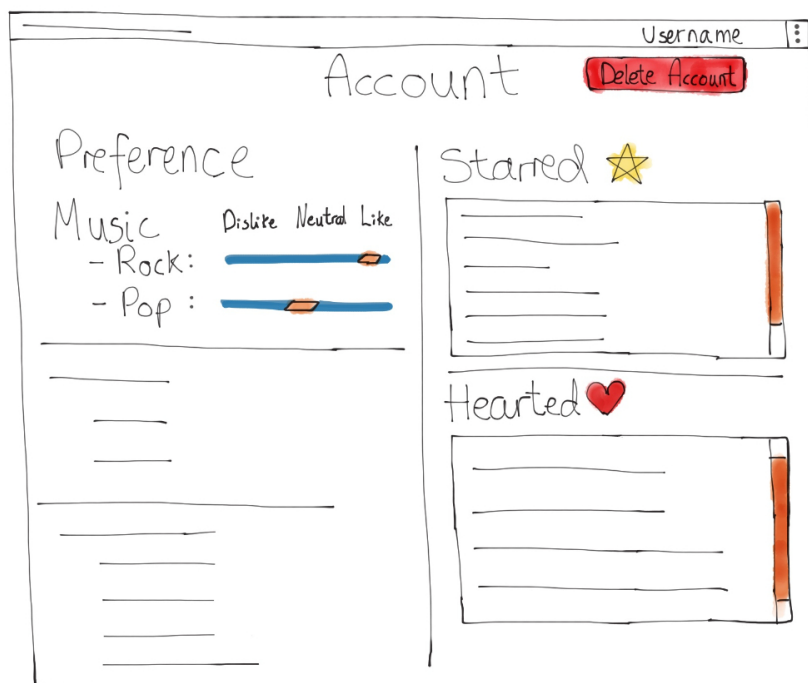 Username
Account
Delete Account
Preference
Music
Dislike Neutral Like
- Rock:
- Pop :
Starred
Hearted